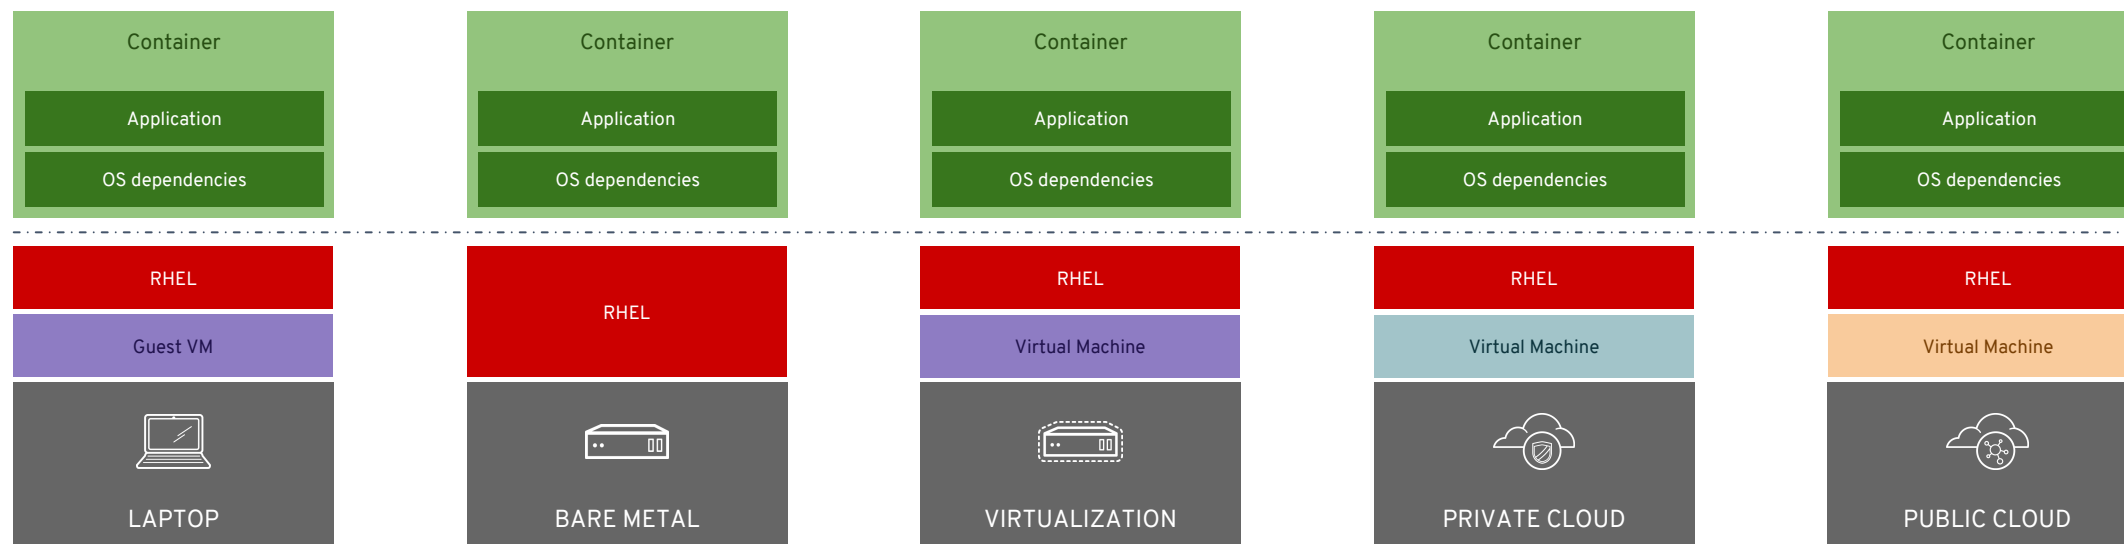 Container
Application
OS dependencies
RHEL
Guest VM
LAPTOP
Container
Application
OS dependencies
RHEL
BARE METAL
Container
Application
OS dependencies
RHEL
Virtual Machine
VIRTUALIZATION
Container
Application
OS dependencies
RHEL
Virtual Machine
PRIVATE CLOUD
Container
Application
OS dependencies
RHEL
Virtual Machine
PUBLIC CLOUD